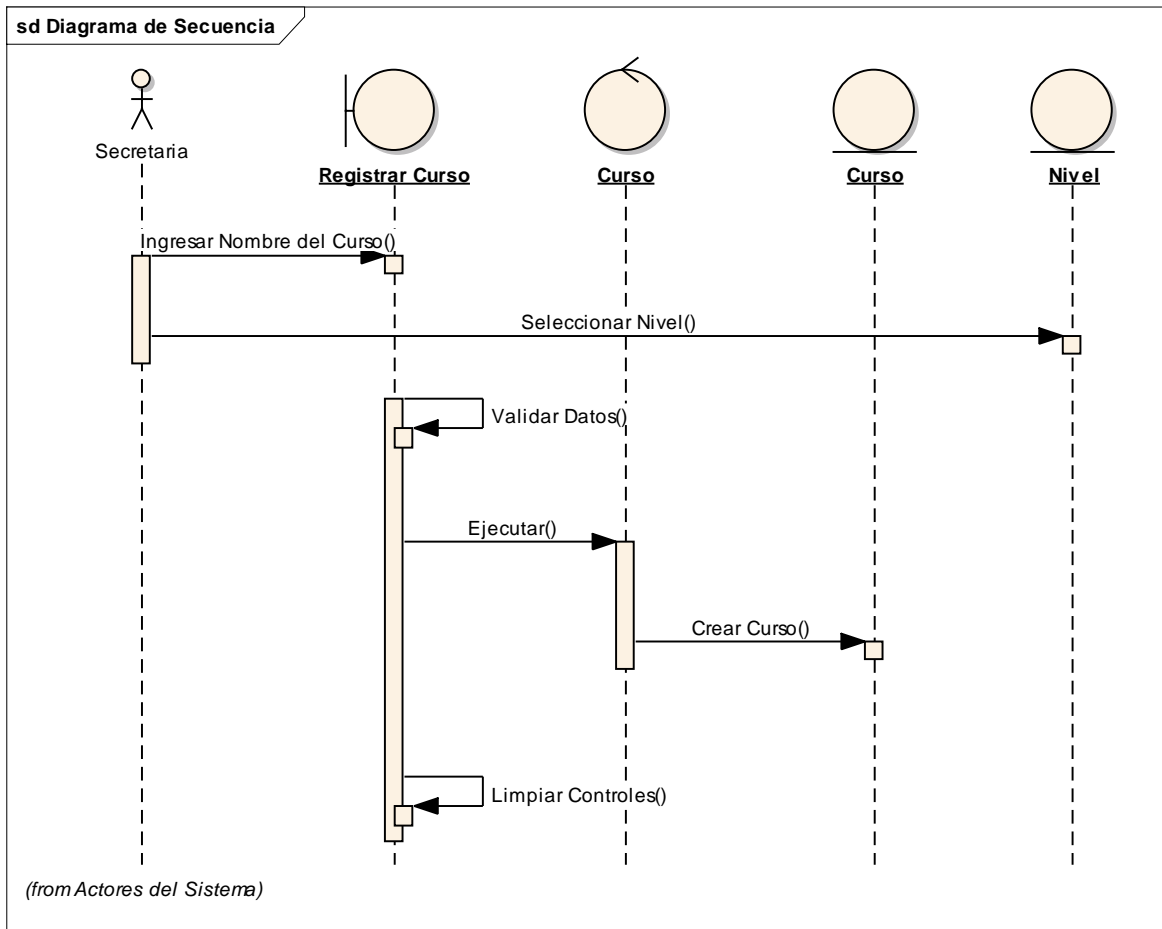 sd Diagrama de Secuencia
Secretaria
Registrar Curso
Curso
Curso
Nivel
Ingresar Nombre del Curso()
Seleccionar Nivel()
Validar Datos()
Ejecutar()
Crear Curso()
Limpiar Controles()
(from Actores del Sistema)